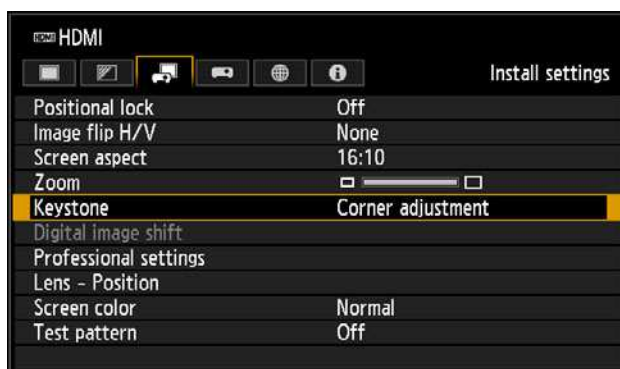 HDMI HDMI
Install settings
Positional lock Off
Image flip H/V None
Screen aspect 16:10
Zoom
Keystone Corner adjustment
Digital image shift
Professional settings
Lens - Position
Screen color Normal
Test pattern Off